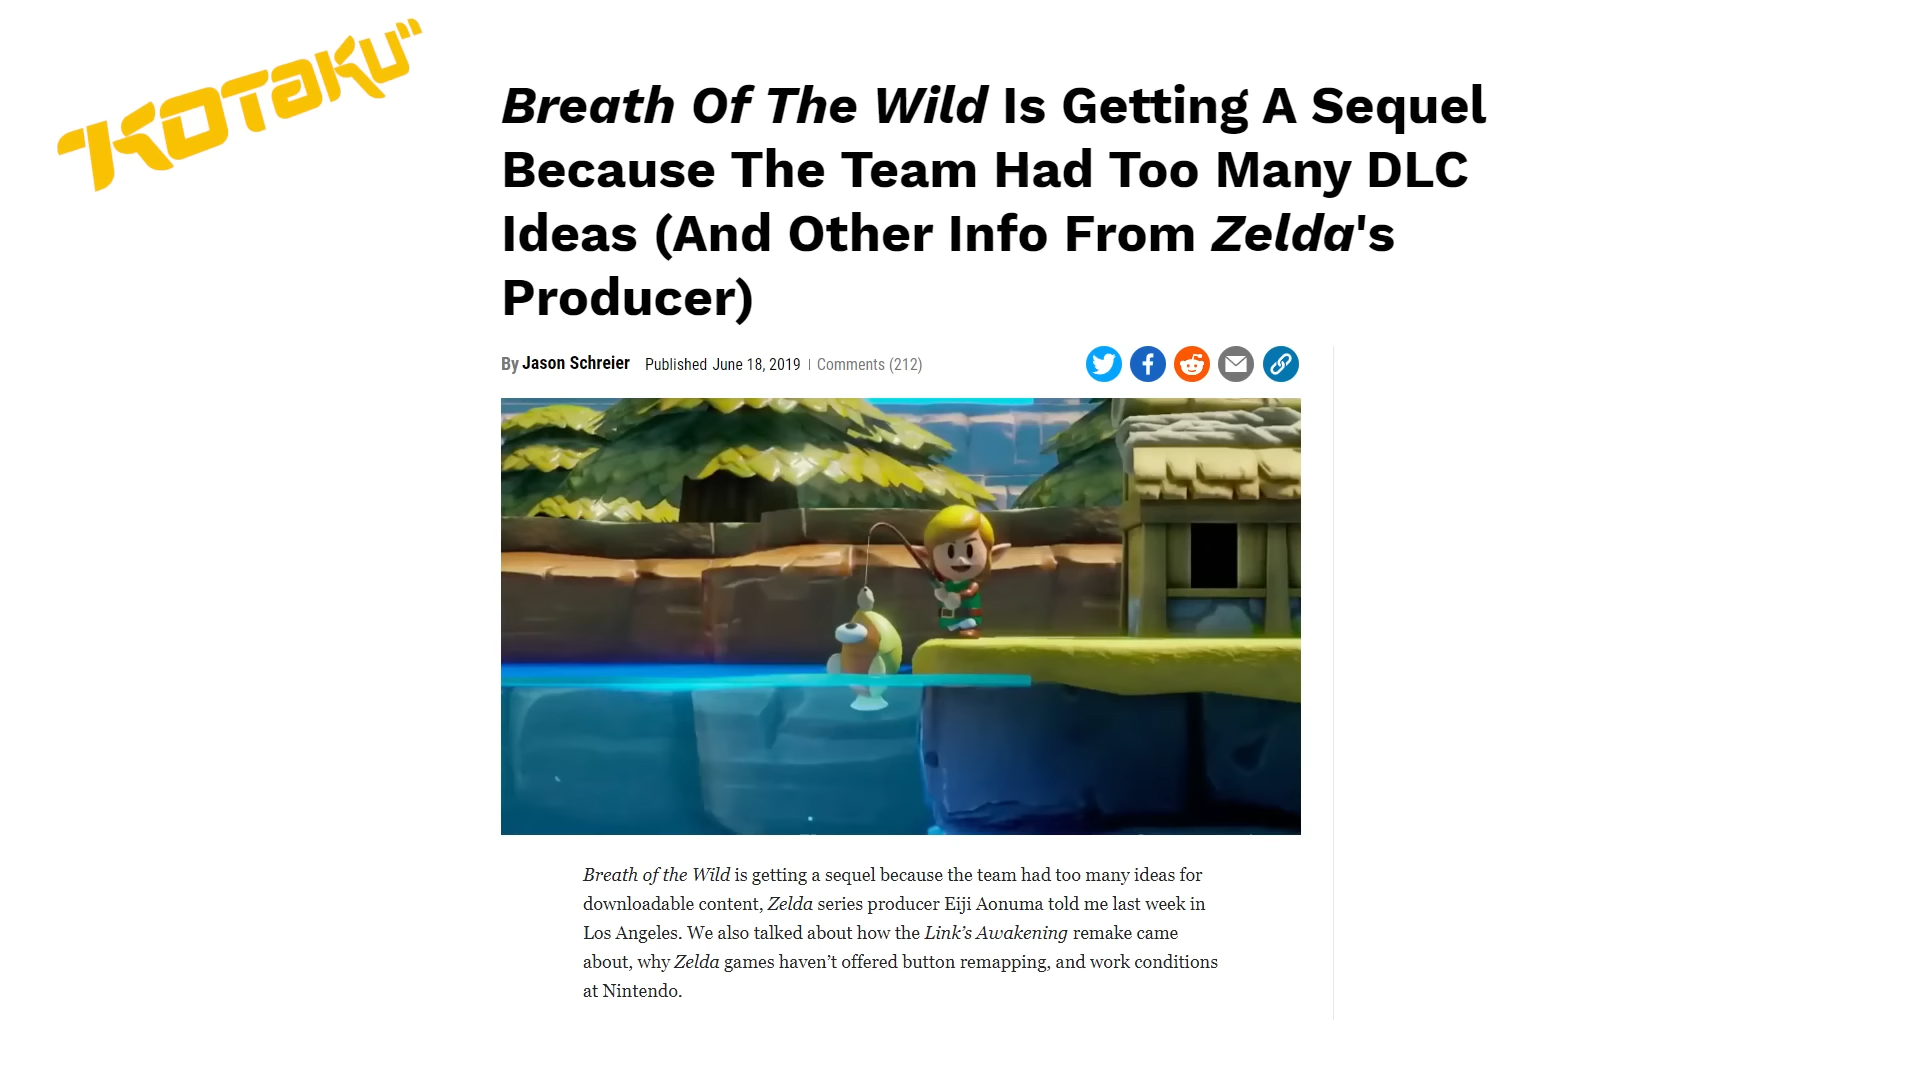 KOTAKU
Breath Of The Wild Is Getting A Sequel
Because The Team Had Too Many DLC
Ideas (And Other Info From Zelda's
Producer)
By Jason Schreier Published June 18, 2019 | Comments (212)
Breath of the Wild is getting a sequel because the team had too many ideas for
downloadable content, Zelda series producer Eiji Aonuma told me last week in
Los Angeles. We also talked about how the Link’s Awakening remake came
about, why Zelda games haven’t offered button remapping, and work conditions
at Nintendo.